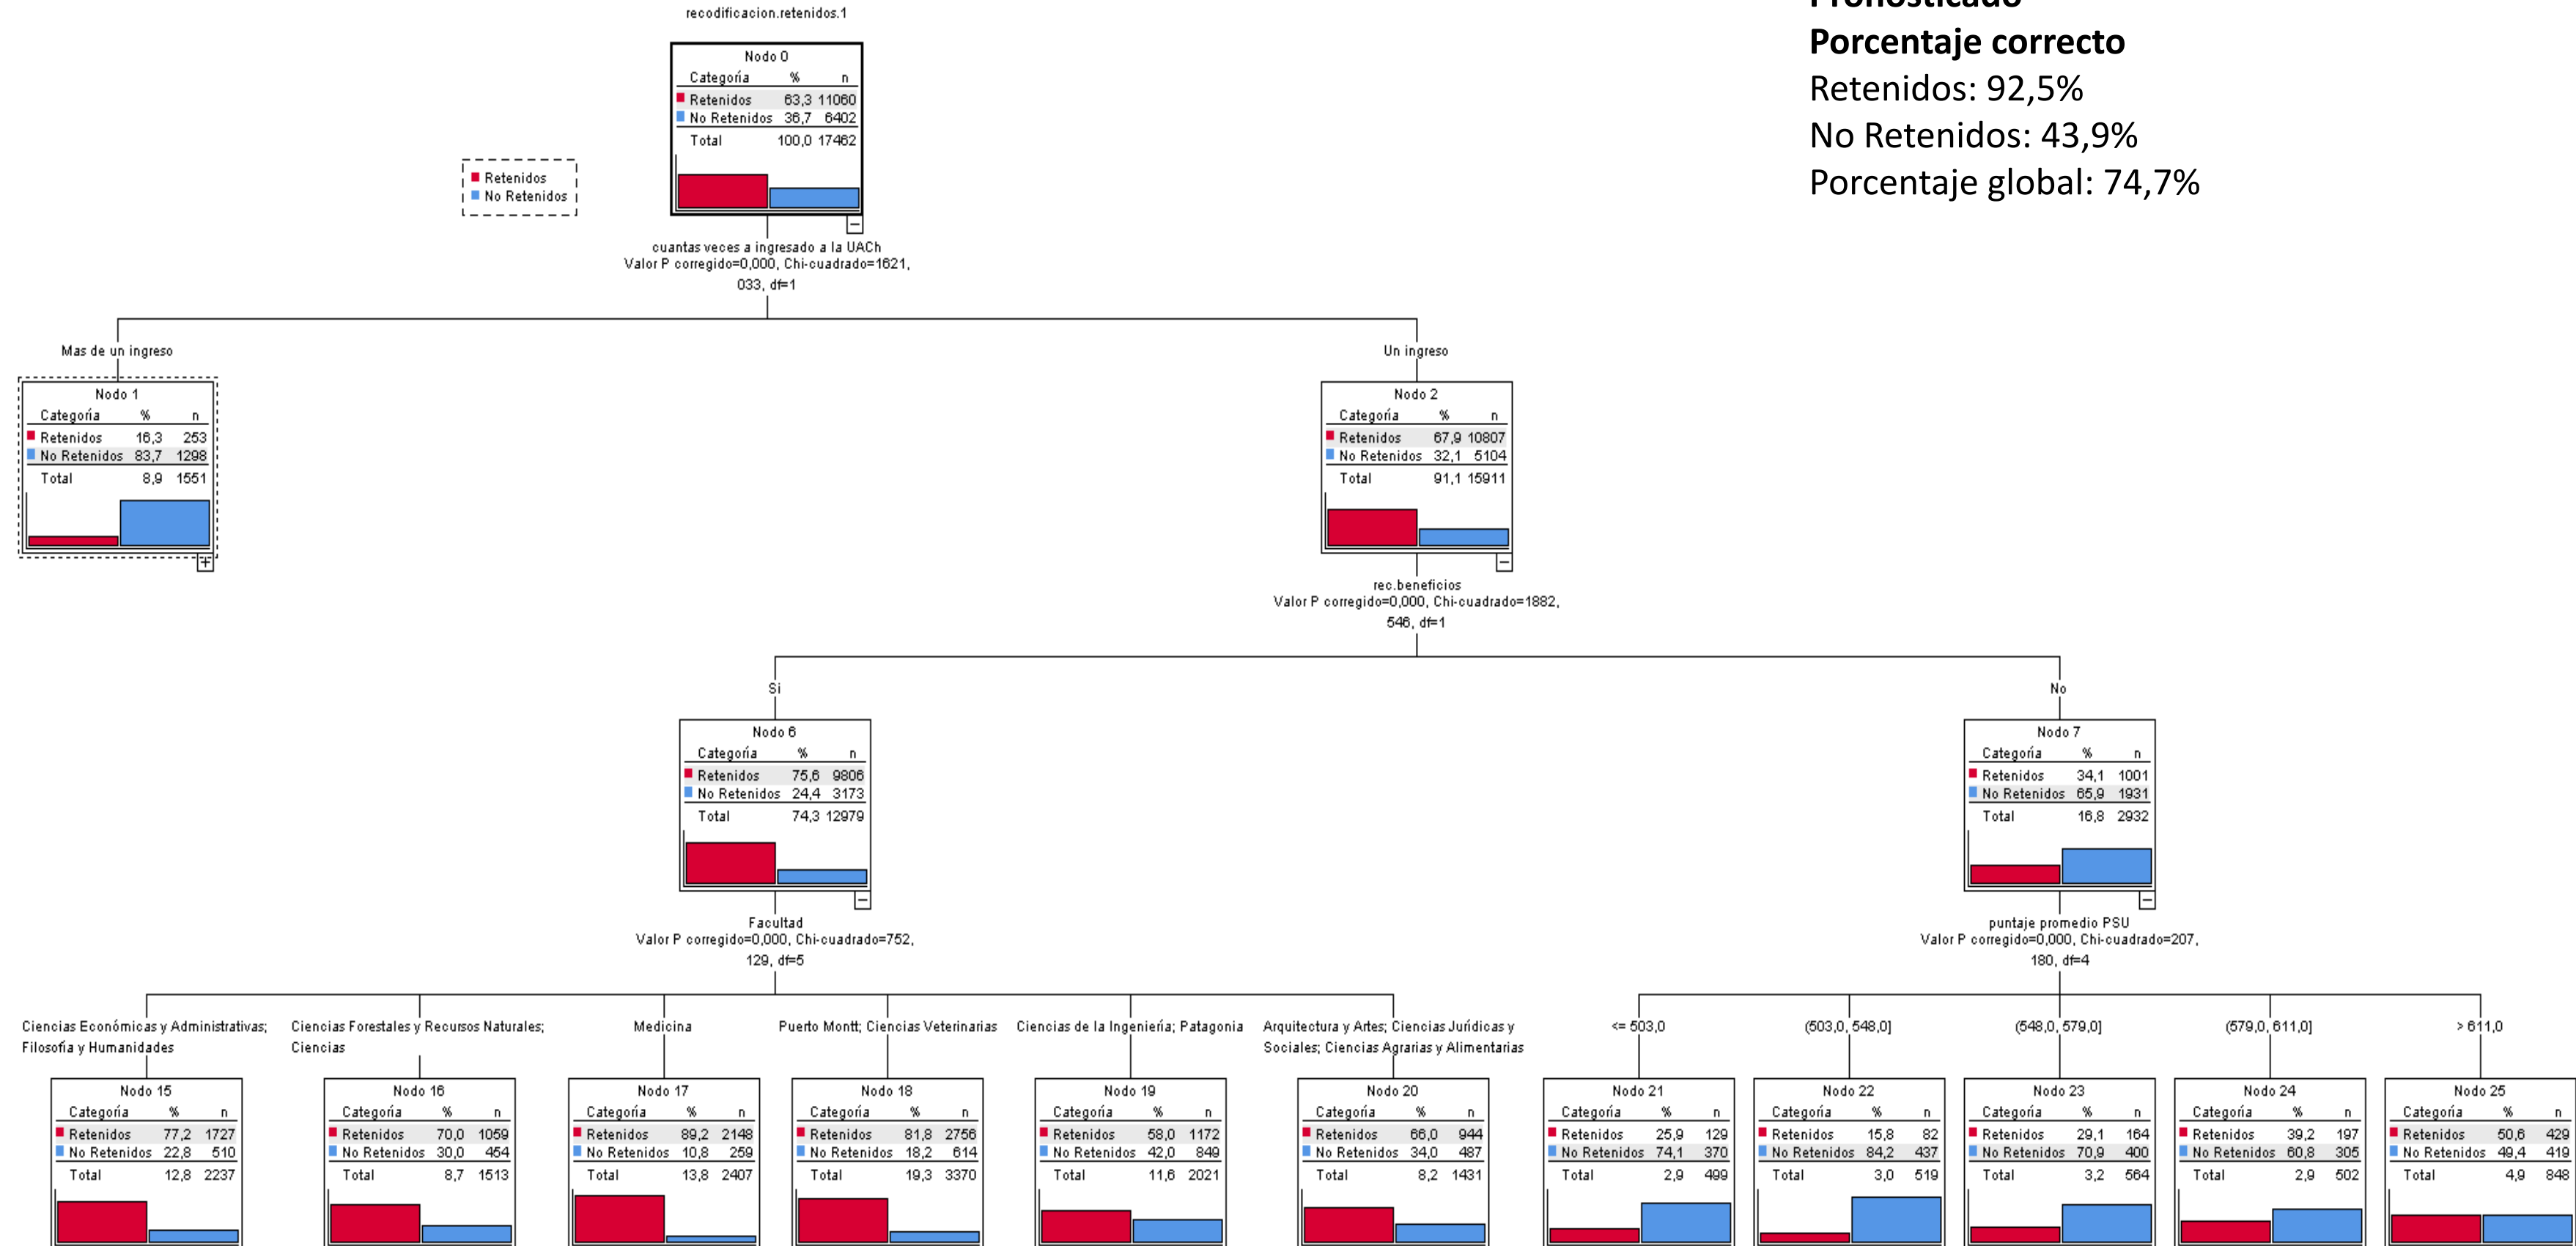 recodificacion.retenidos.1
Pronosticado
Porcentaje correcto
Retenidos: 92,5%
No Retenidos: 43,9%
Porcentaje global: 74,7%
Nodo 0
Categoría % n
Retenidos 63,3 11060
No Retenidos 36,7 6402
Total 100,0 17462
Retenidos
No Retenidos
cuantas veces a ingresado a la UACh
Valor P corregido=0,000, Chi-cuadrado=1621,
033, df=1
Mas de un ingreso
Nodo 1
Categoría % n
Retenidos 16,3 253
No Retenidos 83,7 1298
Total 8,9 1551
Un ingreso
Nodo 2
Categoría % n
Retenidos 67,9 10807
No Retenidos 32,1 5104
Total 91,1 15911
rec.beneficios
Valor P corregido=0,000, Chi-cuadrado=1882,
546, df=1
Si
Nodo 6
Categoría % n
Retenidos 75,6 9806
No Retenidos 24,4 3173
Total 74,3 12979
No
Nodo 7
Categoría % n
Retenidos 34,1 1001
No Retenidos 65,9 1931
Total 16,8 2932
Facultad
Valor P corregido=0,000, Chi-cuadrado=752,
129, df=5
puntaje promedio PSU
Valor P corregido=0,000, Chi-cuadrado=207,
180, df=4
Ciencias Económicas y Administrativas;
Filosofía y Humanidades
Nodo 15
Categoría % n
Retenidos 77,2 1727
No Retenidos 22,8 510
Total 12,8 2237
Ciencias Forestales y Recursos Naturales;
Ciencias
Nodo 16
Categoría % n
Retenidos 70,0 1059
No Retenidos 30,0 454
Total 8,7 1513
Medicina
Nodo 17
Categoría % n
Retenidos 89,2 2148
No Retenidos 10,8 259
Total 13,8 2407
Puerto Montt; Ciencias Veterinarias
Nodo 18
Categoría % n
Retenidos 81,8 2756
No Retenidos 18,2 614
Total 19,3 3370
Ciencias de la Ingeniería; Patagonia
Nodo 19
Categoría % n
Retenidos 58,0 1172
No Retenidos 42,0 849
Total 11,6 2021
Arquitectura y Artes; Ciencias Jurídicas y
Sociales; Ciencias Agrarias y Alimentarias
Nodo 20
Categoría % n
Retenidos 66,0 944
No Retenidos 34,0 487
Total 8,2 1431
<= 503,0
Nodo 21
Categoría % n
Retenidos 25,9 129
No Retenidos 74,1 370
Total 2,9 499
(503,0, 548,0]
Nodo 22
Categoría % n
Retenidos 15,8 82
No Retenidos 84,2 437
Total 3,0 519
(548,0, 579,0]
Nodo 23
Categoría % n
Retenidos 29,1 164
No Retenidos 70,9 400
Total 3,2 564
(579,0, 611,0]
Nodo 24
Categoría % n
Retenidos 39,2 197
No Retenidos 60,8 305
Total 2,9 502
> 611,0
Nodo 25
Categoría % n
Retenidos 50,6 429
No Retenidos 49,4 419
Total 4,9 848